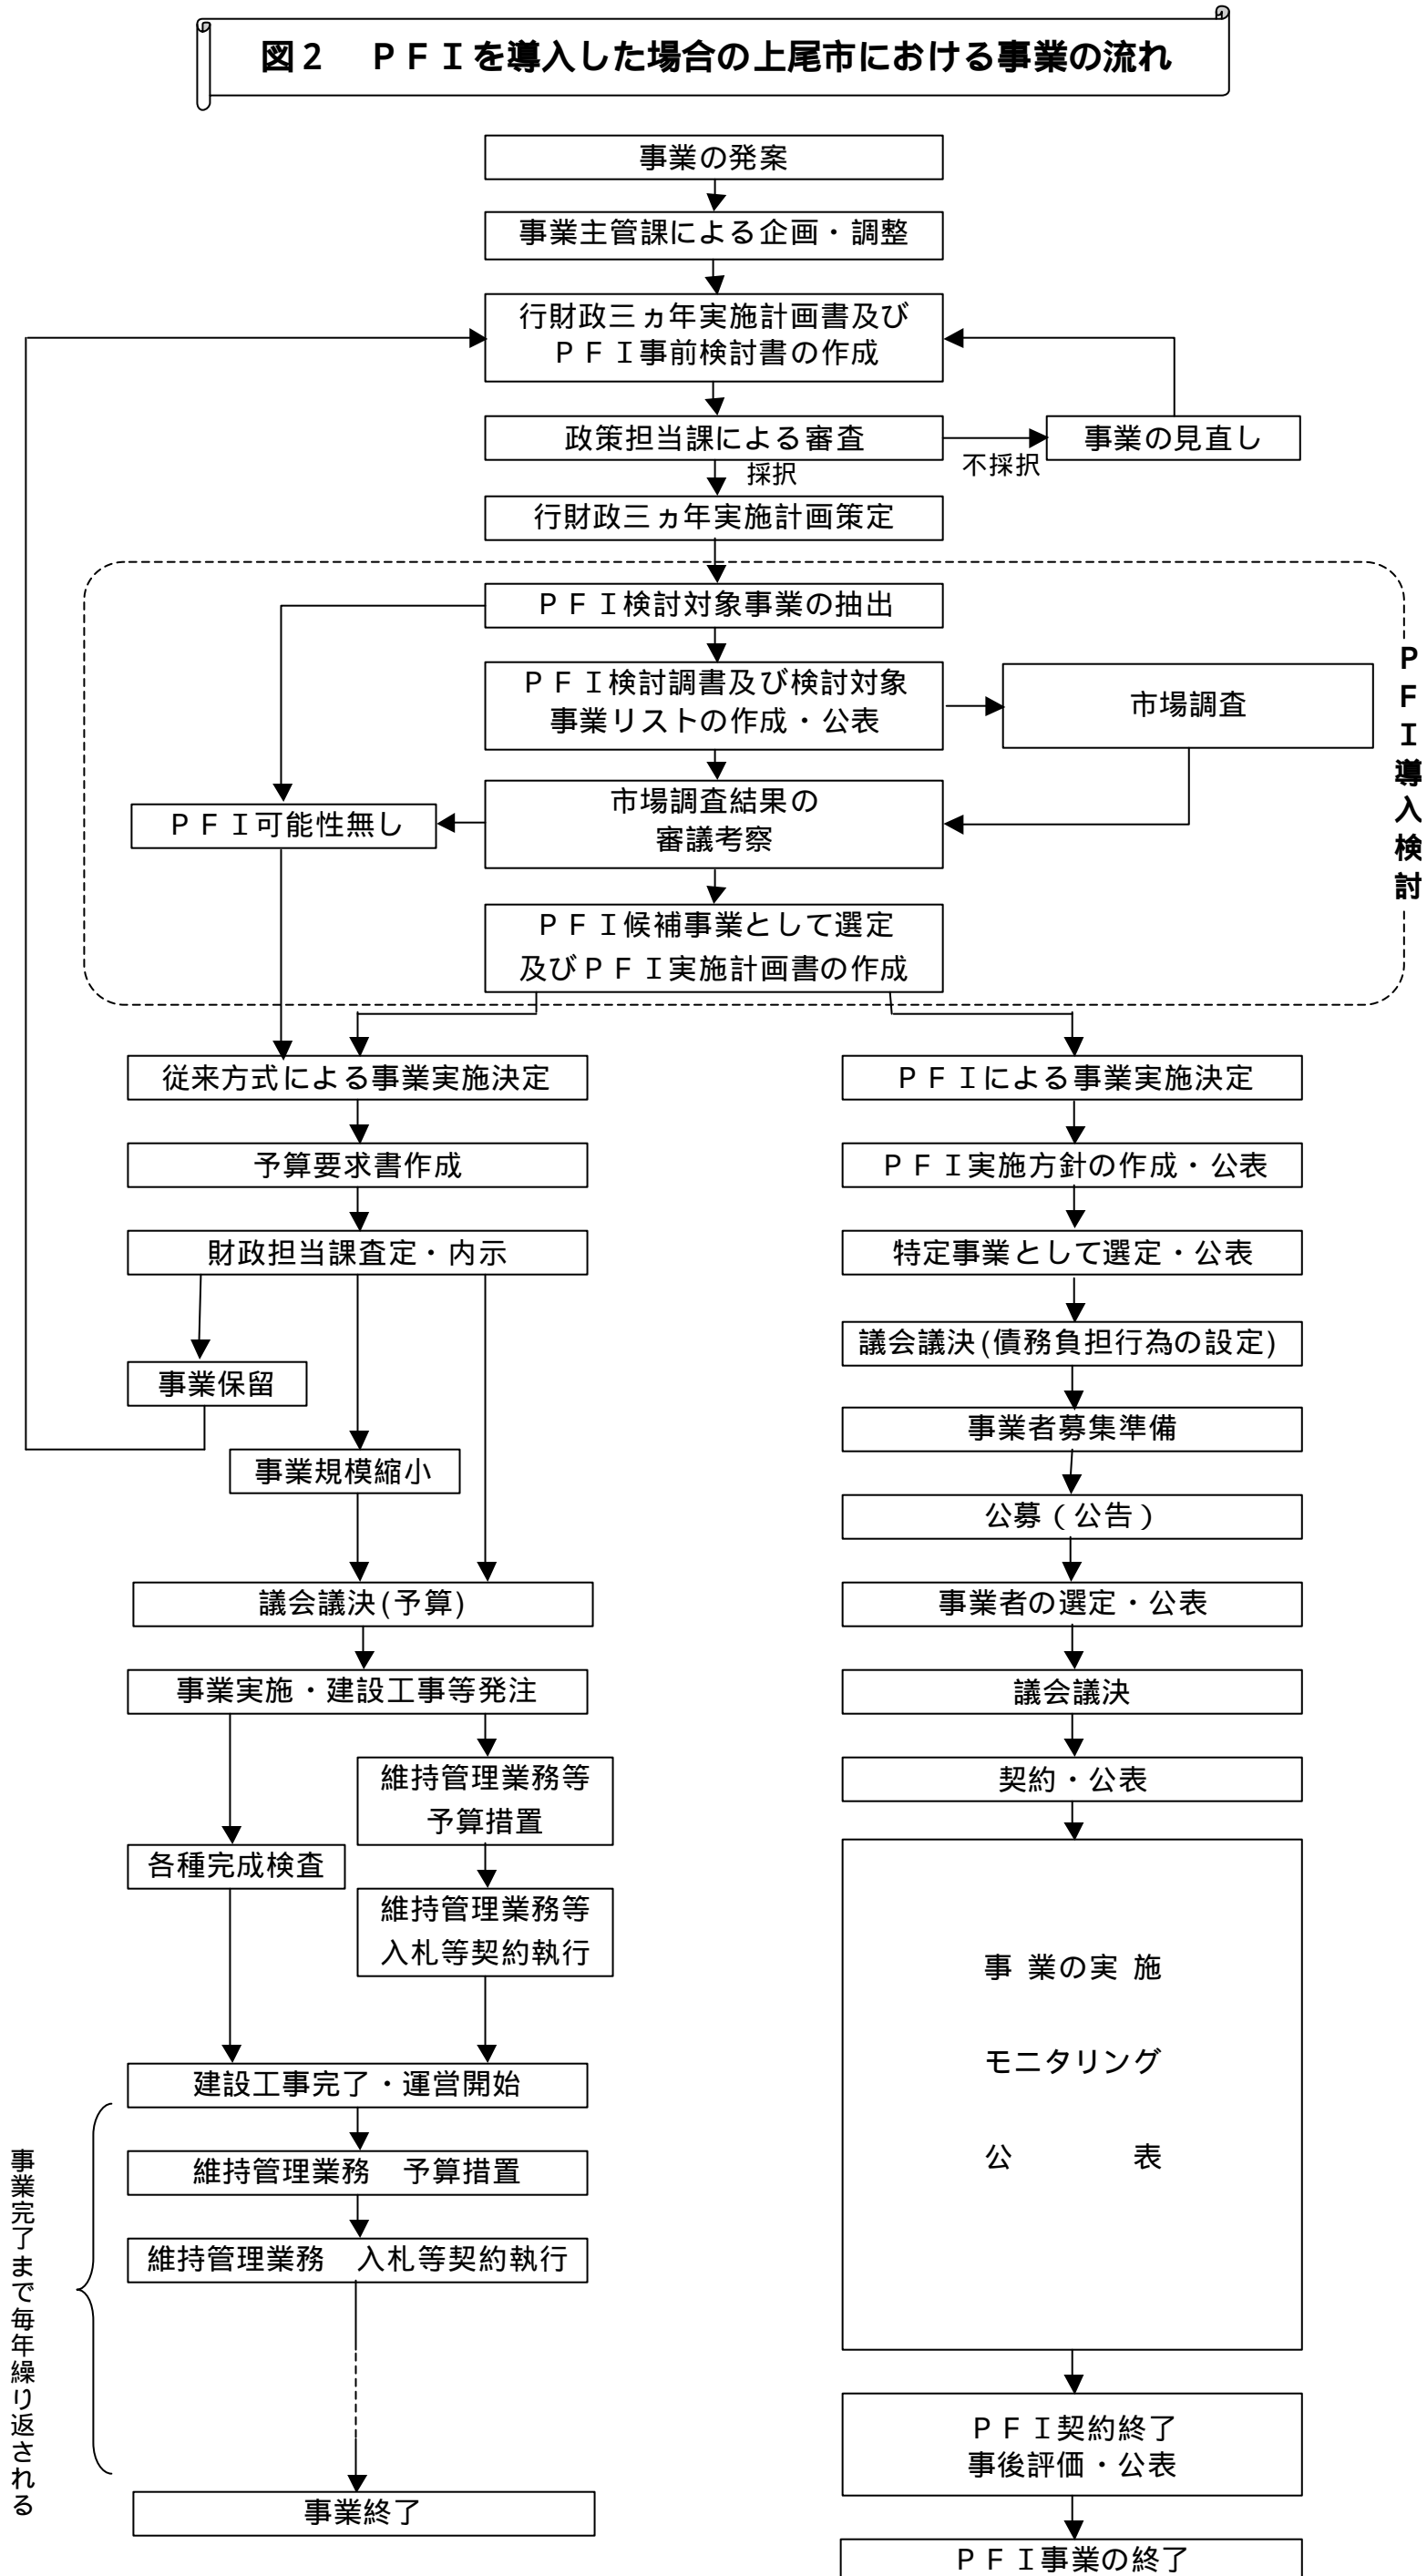 図２　ＰＦＩを導入した場合の上尾市における事業の流れ
事業の発案
事業主管課による企画・調整
行財政三ヵ年実施計画書及び
ＰＦＩ事前検討書の作成
政策担当課による審査
事業の見直し
採択
不採択
行財政三ヵ年実施計画策定
ＰＦＩ検討対象事業の抽出
ＰＦＩ検討調書及び検討対象
事業リストの作成・公表
市場調査
ＰＦＩ導入検討
市場調査結果の
審議考察
ＰＦＩ可能性無し
ＰＦＩ候補事業として選定
及びＰＦＩ実施計画書の作成
従来方式による事業実施決定
予算要求書作成
財政担当課査定・内示
事業保留
事業規模縮小
議会議決(予算)
事業実施・建設工事等発注
維持管理業務等
予算措置
各種完成検査
維持管理業務等
入札等契約執行
建設工事完了・運営開始
維持管理業務　予算措置
維持管理業務　入札等契約執行
事業完了まで毎年繰り返される
事業終了
ＰＦＩによる事業実施決定
ＰＦＩ実施方針の作成・公表
特定事業として選定・公表
議会議決(債務負担行為の設定)
事業者募集準備
公募（公告）
事業者の選定・公表
議会議決
契約・公表
事 業の実 施
モニタリング
公　　　　表
ＰＦＩ契約終了
事後評価・公表
ＰＦＩ事業の終了